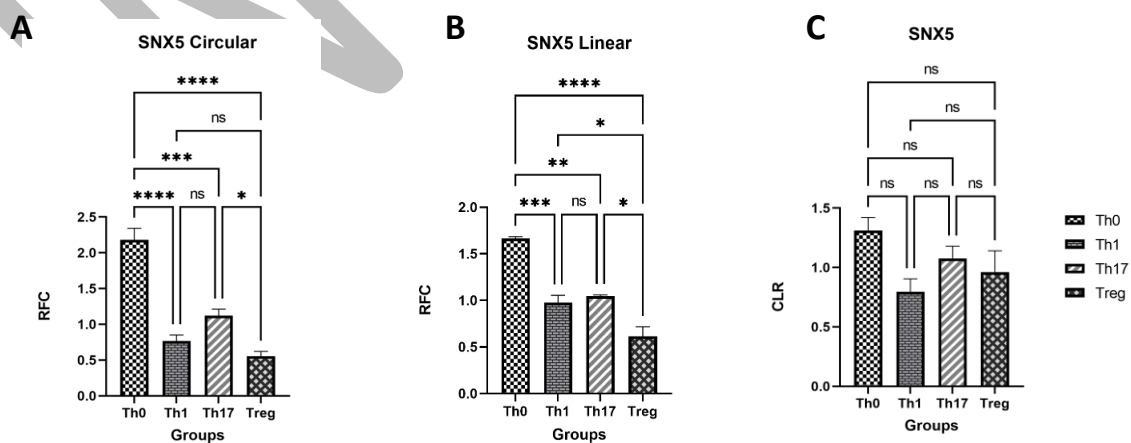 A
SNX5 Circular
****
ns
***
****
ns
*
2.5
2.0
1.5
1.0
0.5
0.0
RFC
Th0 Th1 Th17 Treg
Groups
B
SNX5 Linear
****
*
**
***
ns
*
2.0
1.5
1.0
0.5
0.0
RFC
Th0 Th1 Th17 Treg
Groups
C
SNX5
ns
ns
ns
ns
ns
ns
1.5
1.0
0.5
0.0
CLR
Th0 Th1 Th17 Treg
Groups
Th0
Th1
Th17
Treg